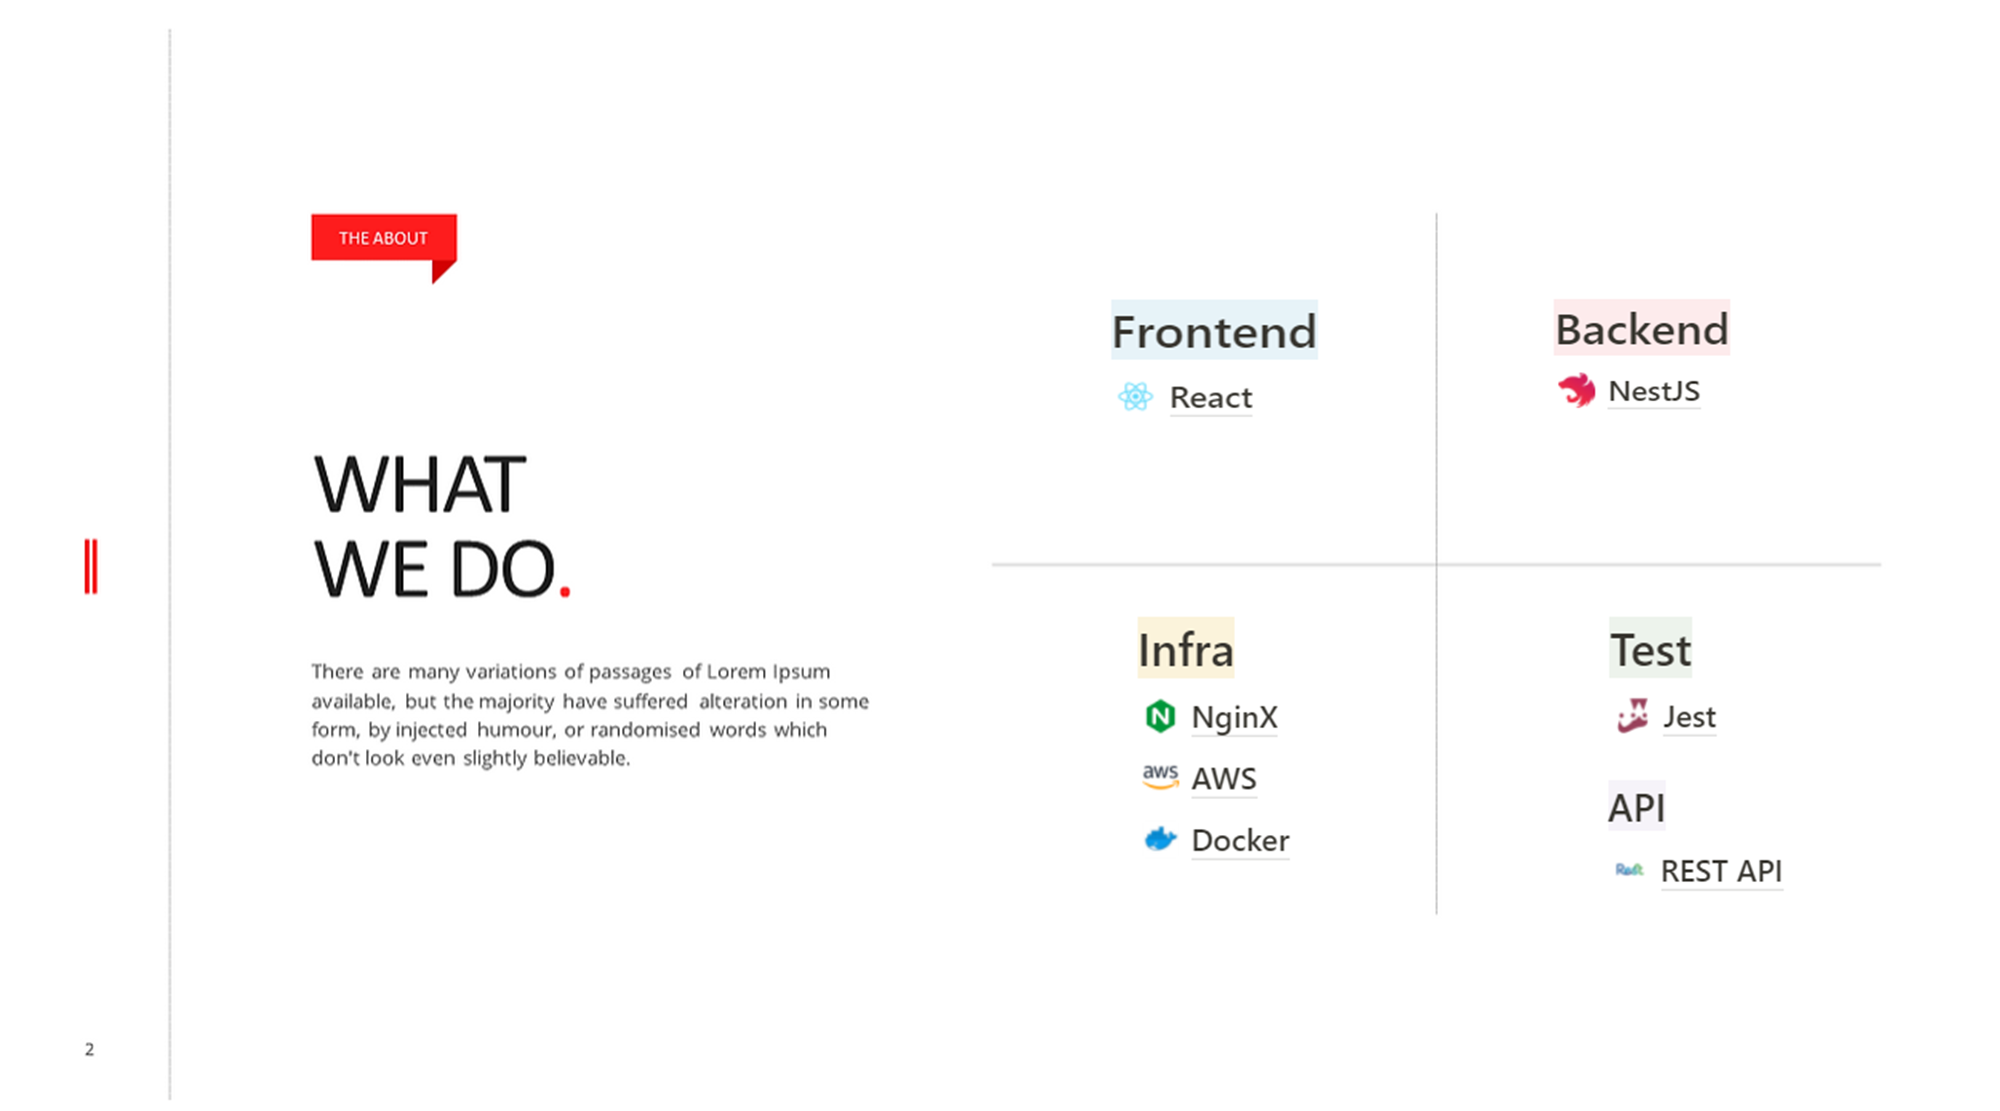 THE ABOUT
WHAT
WE DO.
There are many variations of passages of Lorem Ipsum
available, but the majority have suffered alteration in some
form, by injected humour, or randomised words which
don't look even slightly believable.
Frontend
React
Backend
NestJS
Infra
N NginX
aws AWS
Docker
Test
Jest
API
Rest REST API
2